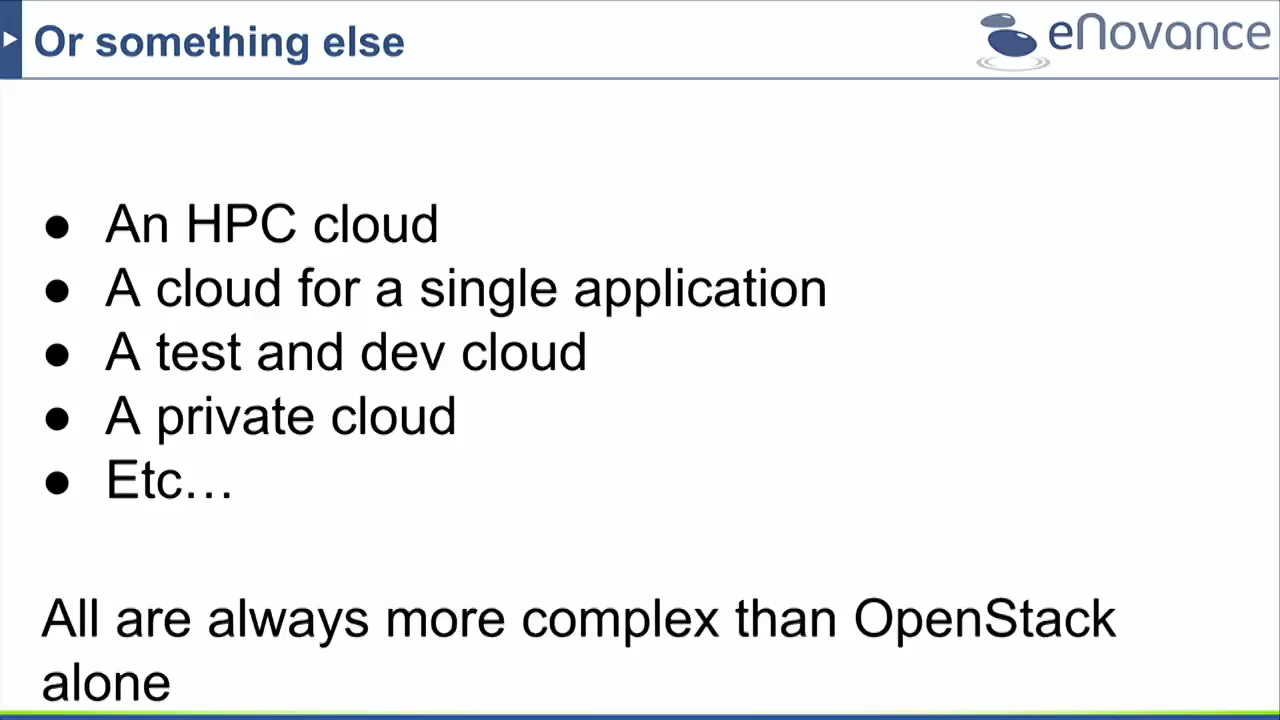 Or something else
eNovance
● An HPC cloud
● A cloud for a single application
● A test and dev cloud
● A private cloud
● Etc…
All are always more complex than OpenStack
alone